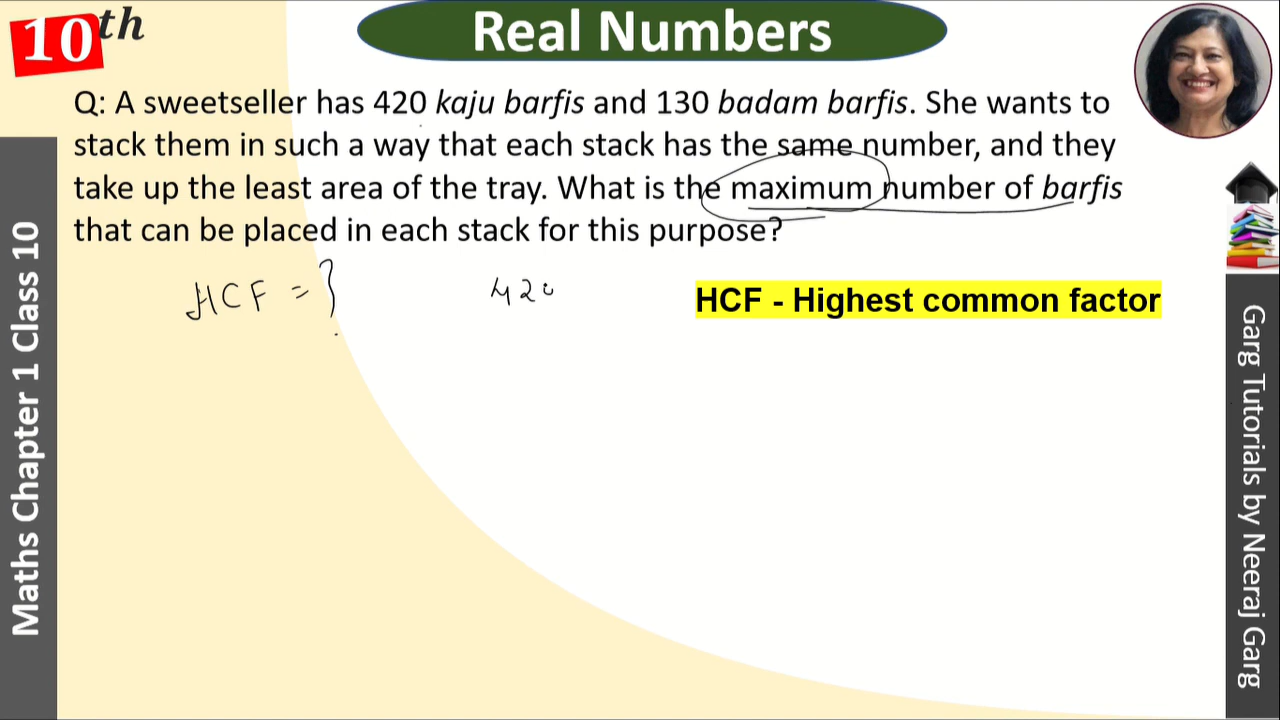 10th
Real Numbers
Q: A sweetseller has 420 kaju barfis and 130 badam barfis. She wants to
stack them in such a way that each stack has the same number, and they
take up the least area of the tray. What is the maximum number of barfis
that can be placed in each stack for this purpose?
HCF = ?
420
HCF - Highest common factor
Maths Chapter 1 Class 10
Garg Tutorials by Neeraj Garg